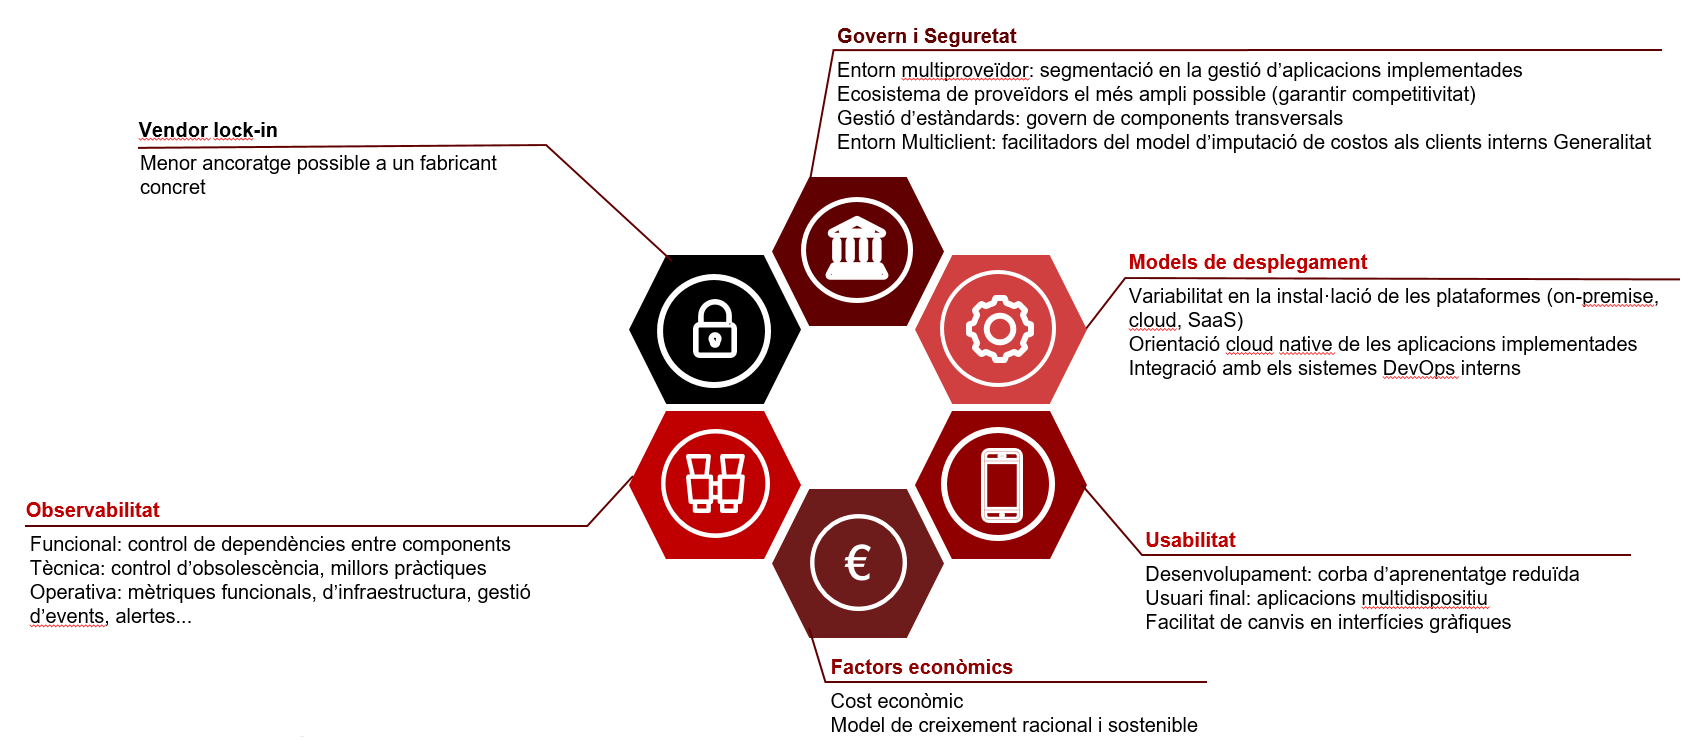 Govern i Seguretat
Entorn multiproveïdor: segmentació en la gestió d’aplicacions implementades
Ecosistema de proveïdors el més ampli possible (garantir competitivitat)
Gestió d’estàndards: govern de components transversals
Entorn Multiclient: facilitadors del model d’imputació de costos als clients interns Generalitat
Vendor lock-in
Menor ancoratge possible a un fabricant
concret
Models de desplegament
Variabilitat en la instal·lació de les plataformes (on-premise,
cloud, SaaS)
Orientació cloud native de les aplicacions implementades
Integració amb els sistemes DevOps interns
Observabilitat
Funcional: control de dependències entre components
Tècnica: control d’obsolescència, millors pràctiques
Operativa: mètriques funcionals, d’infraestructura, gestió
d’events, alertes...
€
Usabilitat
Desenvolupament: corba d’aprenentatge reduïda
Usuari final: aplicacions multidispositiu
Facilitat de canvis en interfícies gràfiques
Factors econòmics
Cost econòmic
Model de creixement racional i sostenible